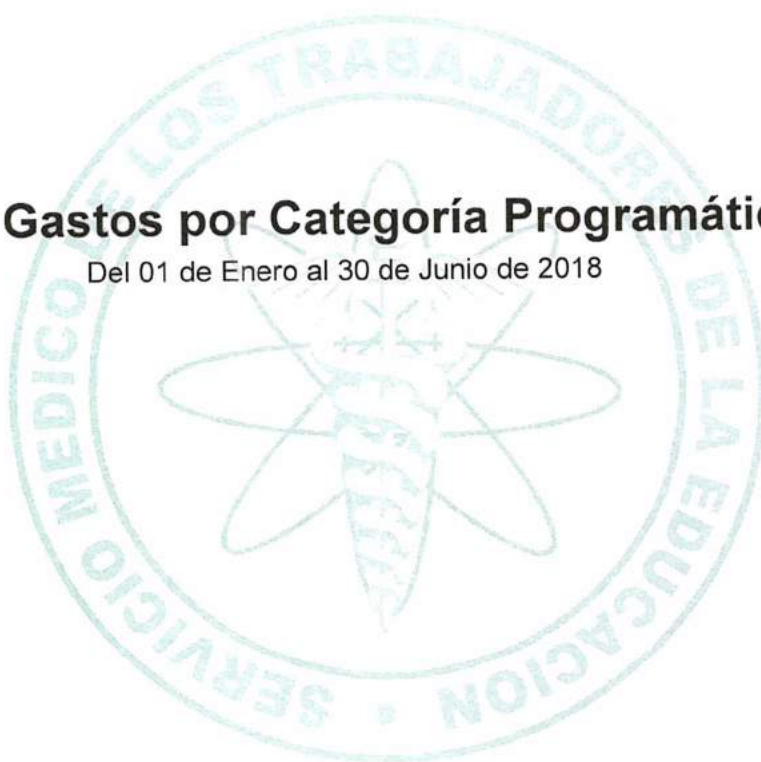 SERVICIO MEDICO DE LOS TRABAJADORES DE LA EDUCACION
Gastos por Categoría Programátic
Del 01 de Enero al 30 de Junio de 2018